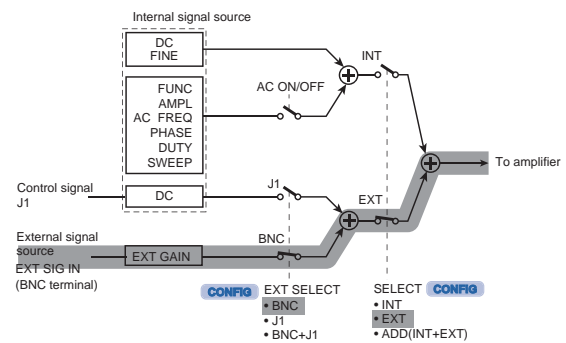 Internal signal source
DC
FINE
INT
FUNC
AMPL
AC FREQ
PHASE
DUTY
SWEEP
AC ON/OFF
To amplifier
Control signal
J1
DC
J1
EXT
External signal
source
EXT SIG IN
(BNC terminal)
EXT GAIN
BNC
CONFIG EXT SELECT
• BNC
• J1
• BNC+J1
SELECT CONFIG
• INT
• EXT
• ADD(INT+EXT)